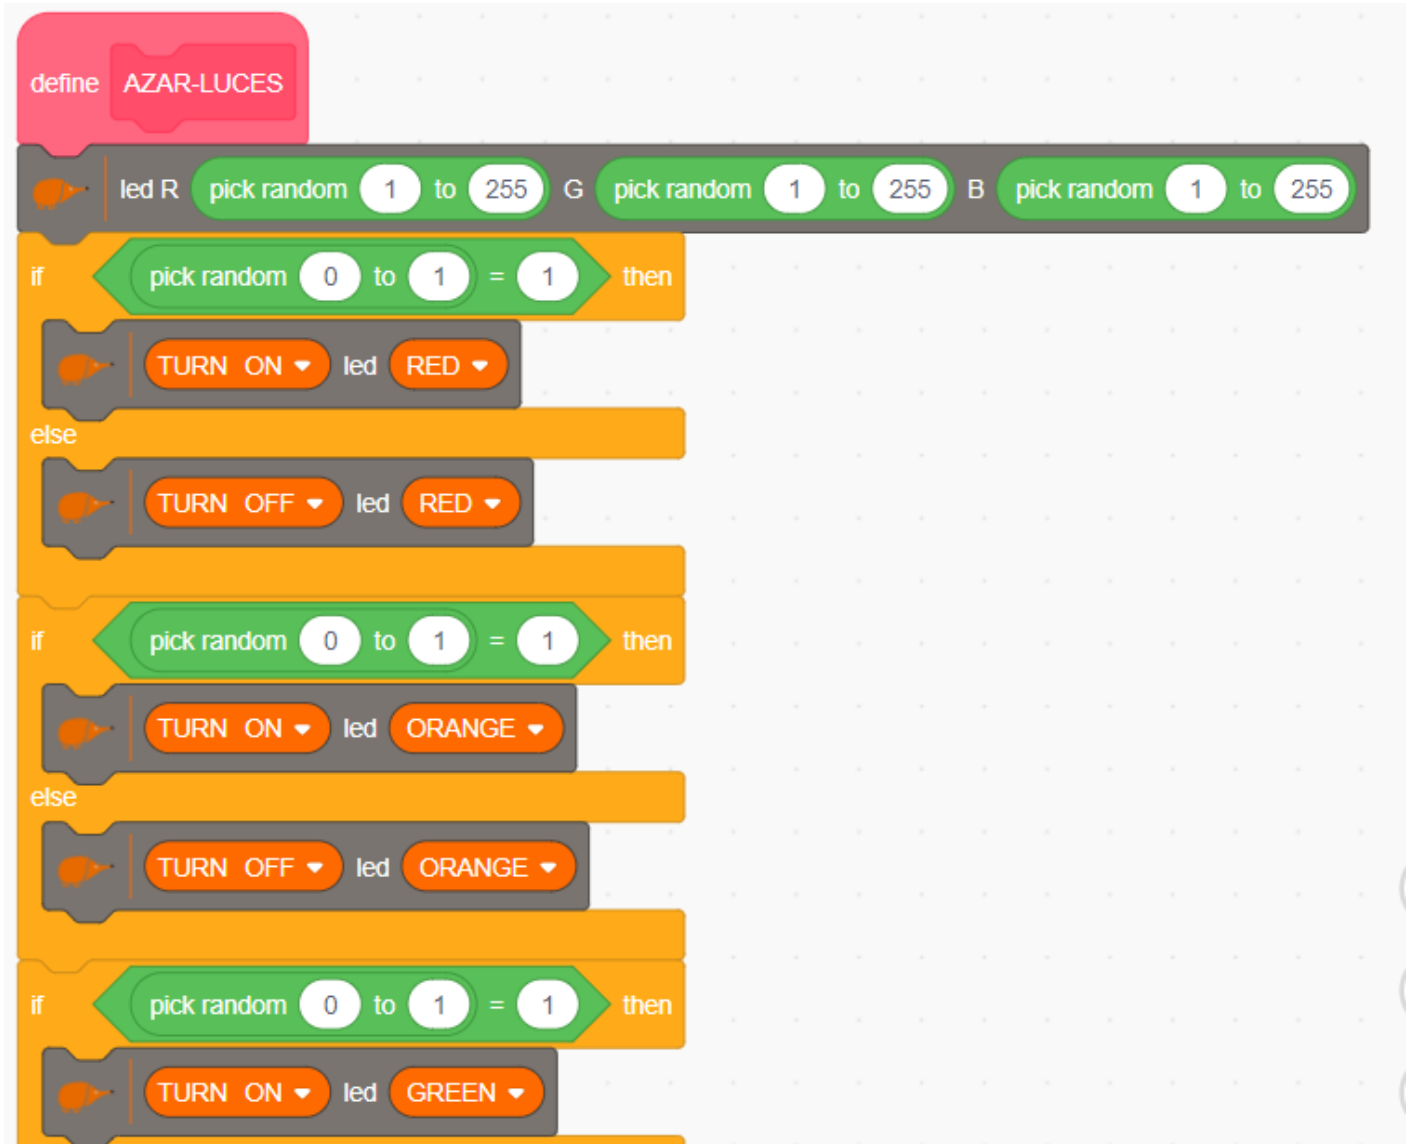 define AZAR-LUCES
led R pick random 1 to 255 G pick random 1 to 255 B pick random 1 to 255
if pick random 0 to 1 = 1 then
TURN ON led RED
else
TURN OFF led RED
if pick random 0 to 1 = 1 then
TURN ON led ORANGE
else
TURN OFF led ORANGE
if pick random 0 to 1 = 1 then
TURN ON led GREEN